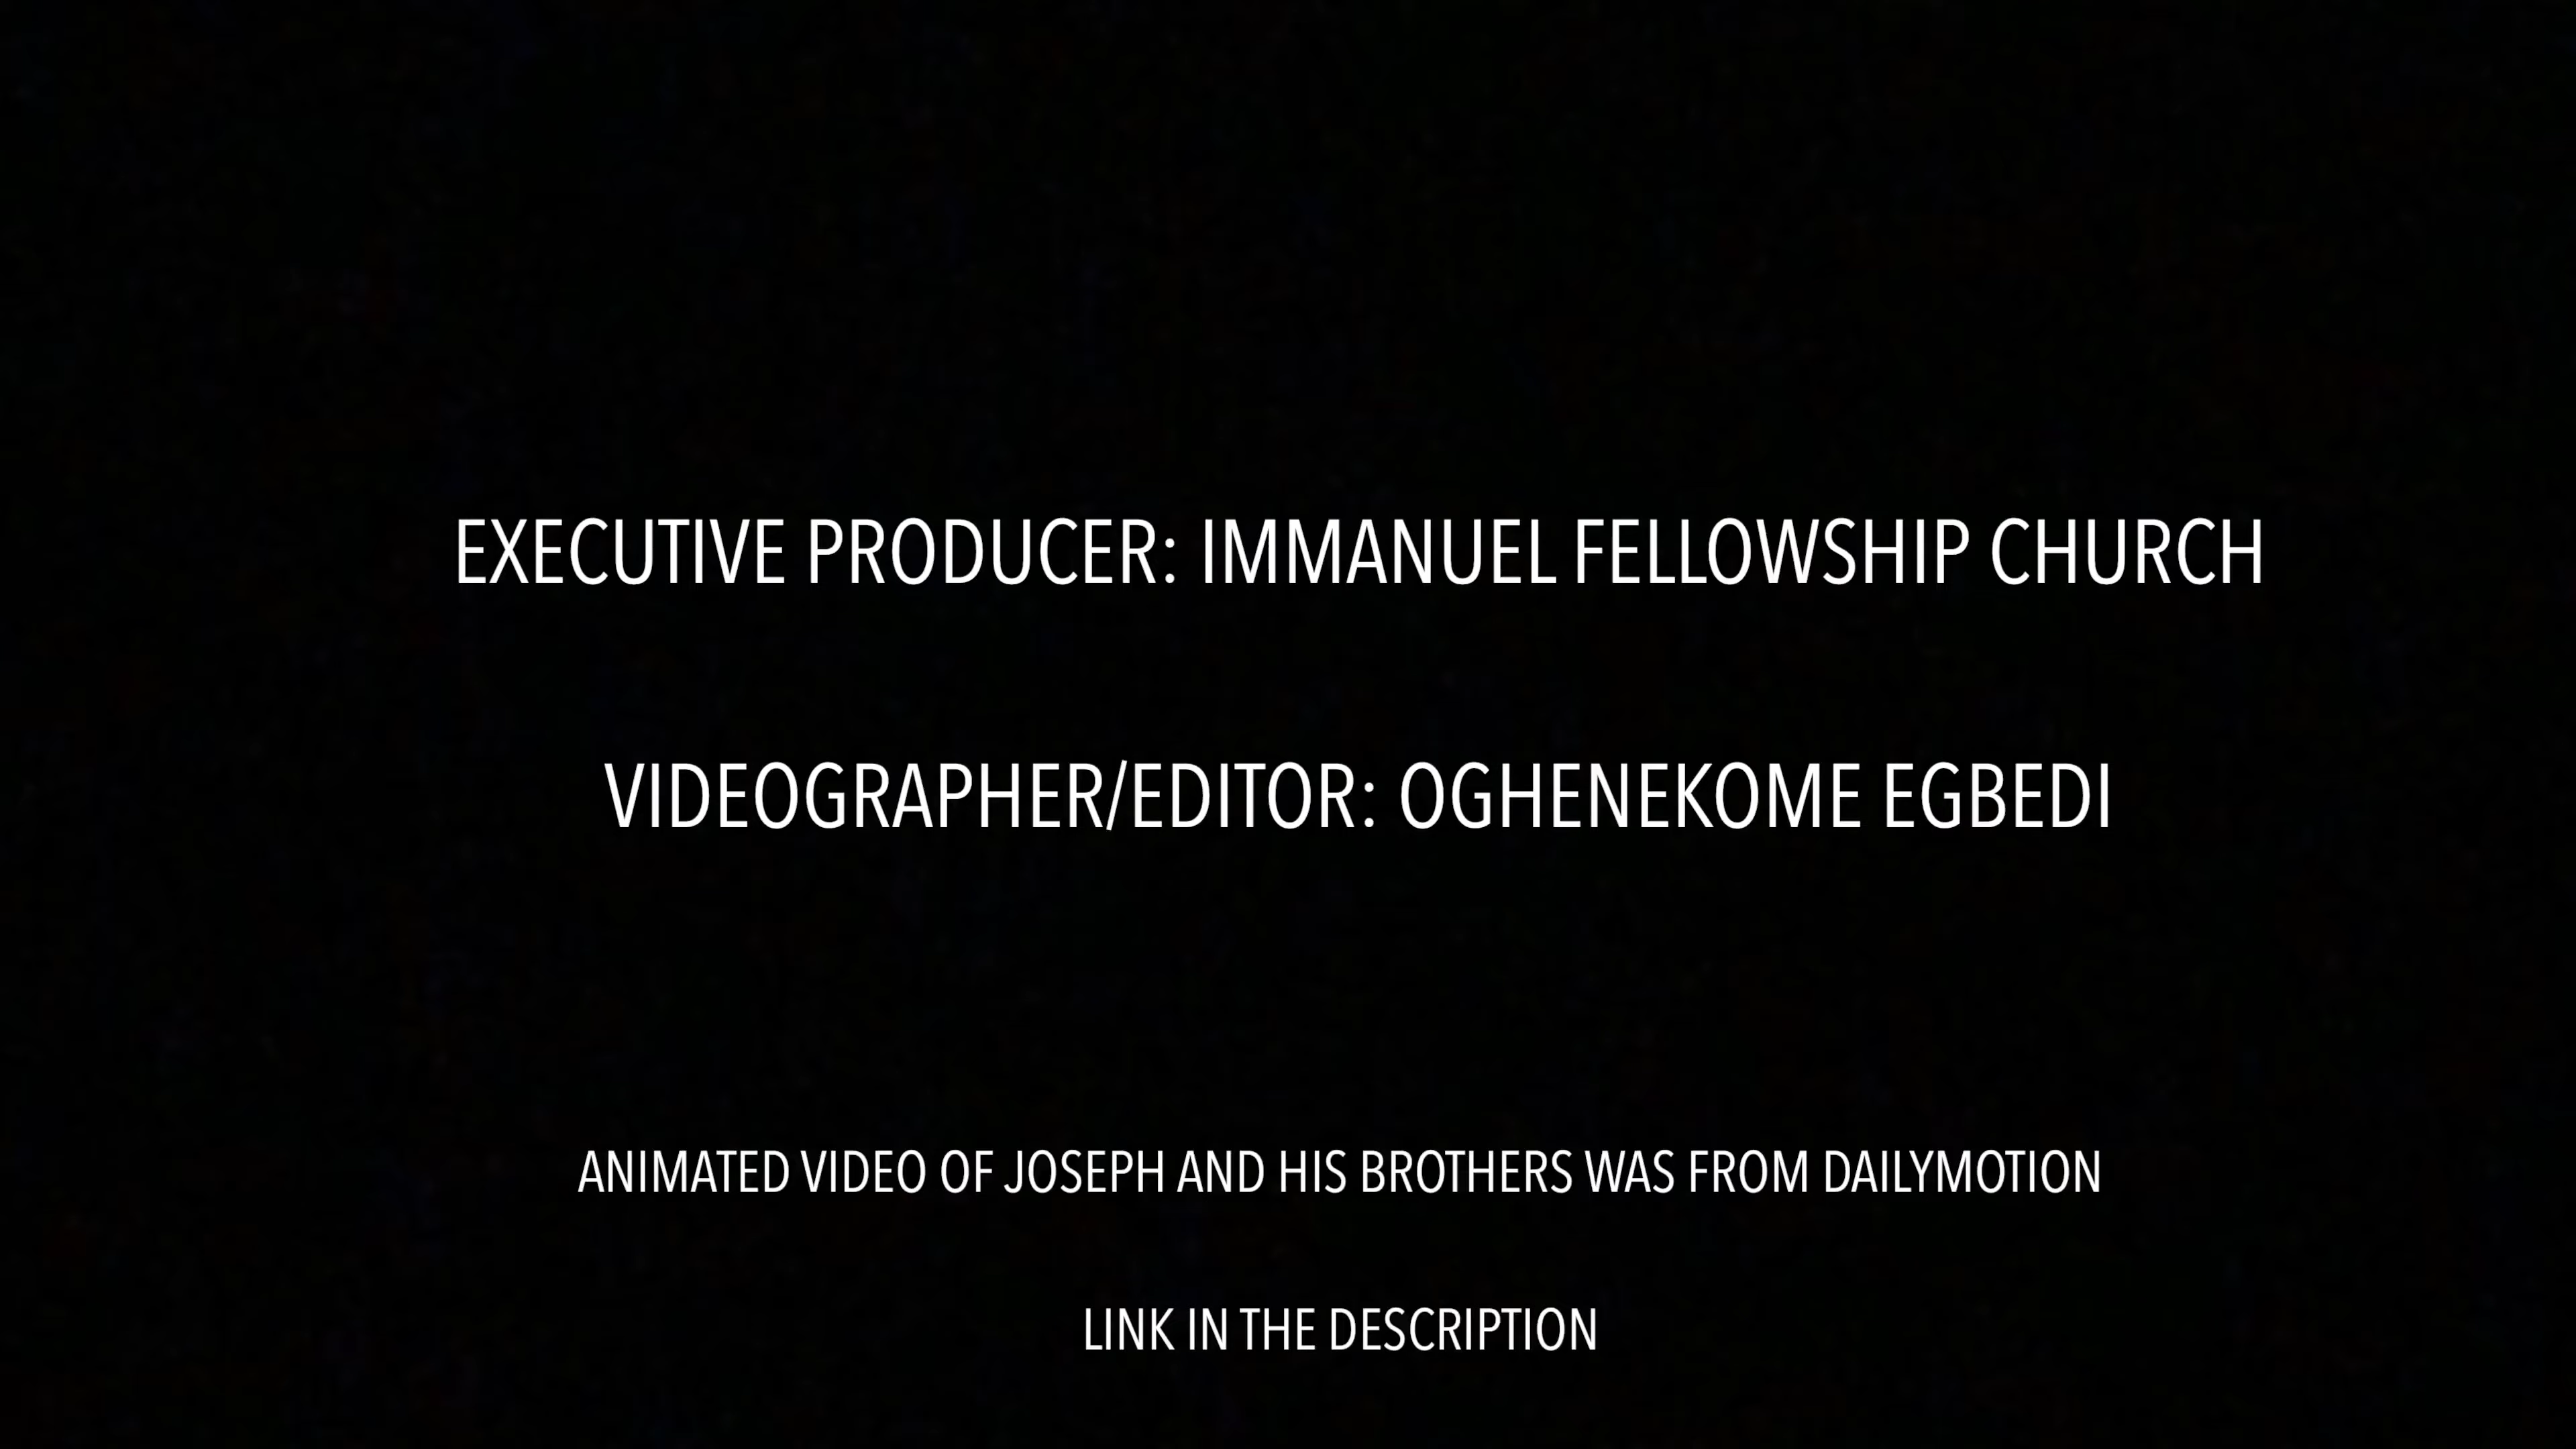 EXECUTIVE PRODUCER: IMMANUEL FELLOWSHIP CHURCH
VIDEOGRAPHER/EDITOR: OGHENEKOME EGBEDI
ANIMATED VIDEO OF JOSEPH AND HIS BROTHERS WAS FROM DAILYMOTION
LINK IN THE DESCRIPTION